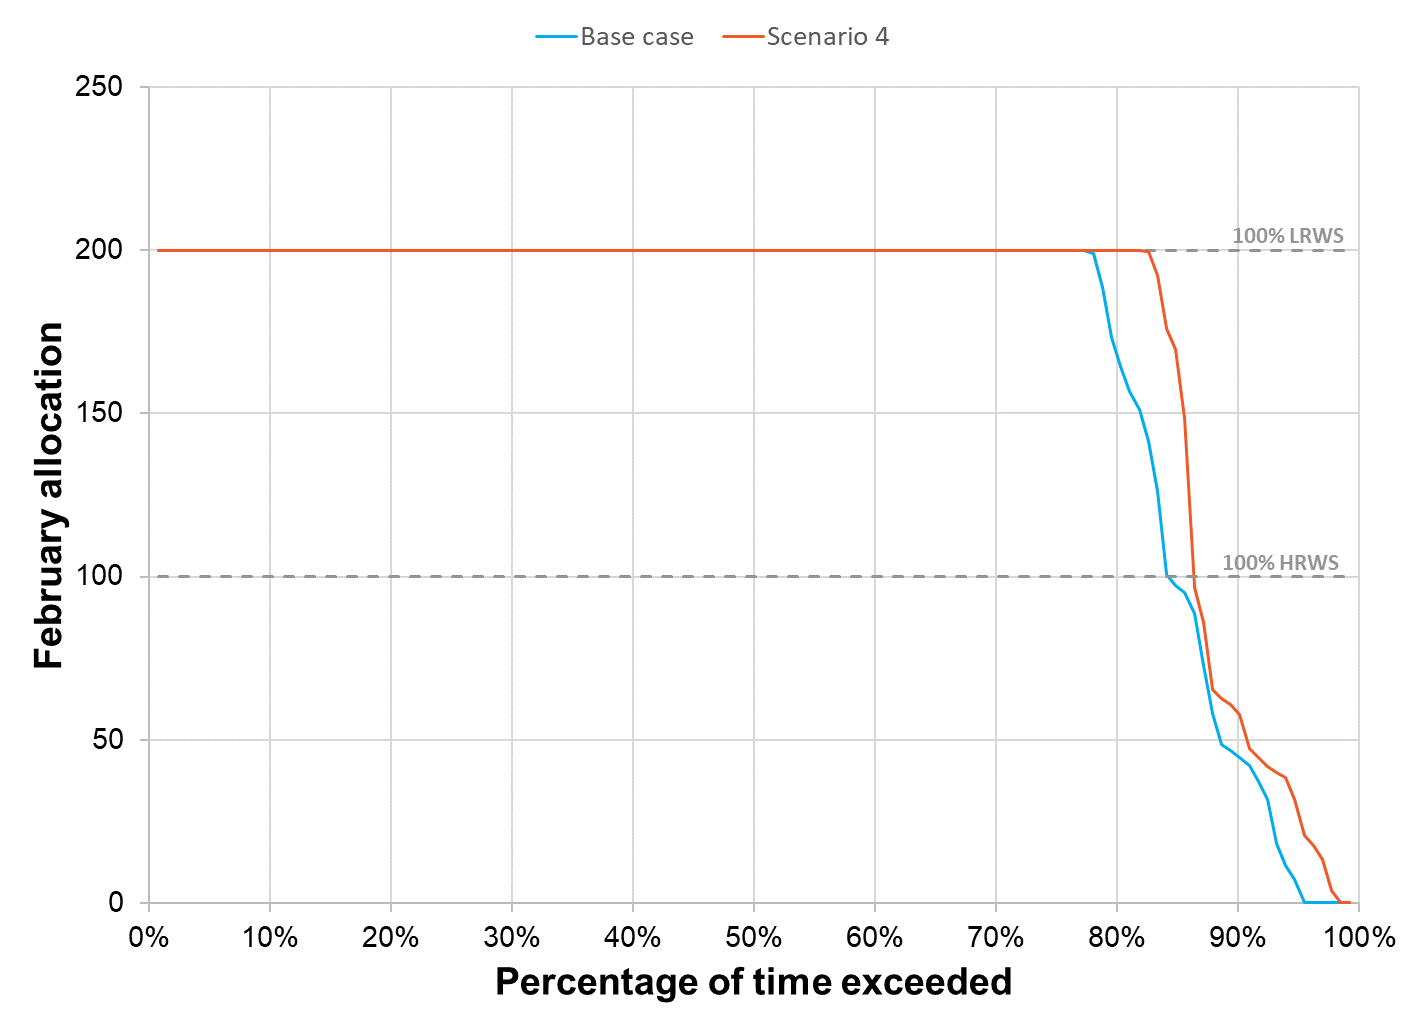 Base case Scenario 4
250
200
150
100
50
0
100% LRWS
100% HRWS
February allocation
0% 10% 20% 30% 40% 50% 60% 70% 80% 90% 100%
Percentage of time exceeded